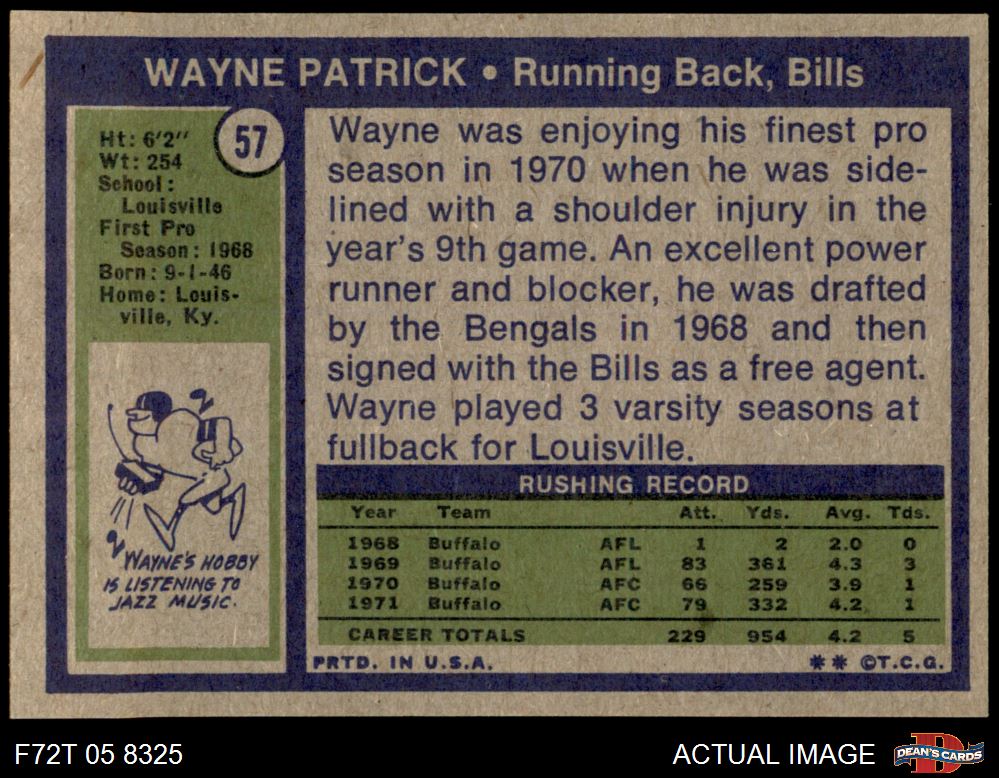 WAYNE PATRICK • Running Back, Bills
57
Ht: 6'2"
Wt: 254
School:
Louisville
First Pro
Season: 1968
Born: 9-1-46
Home: Louis-
ville, Ky.
WAYNE'S HOBBY
IS LISTENING TO
JAZZ MUSIC.
Wayne was enjoying his finest pro
season in 1970 when he was side-
lined with a shoulder injury in the
year's 9th game. An excellent power
runner and blocker, he was drafted
by the Bengals in 1968 and then
signed with the Bills as a free agent.
Wayne played 3 varsity seasons at
fullback for Louisville.
RUSHING RECORD
Year Team Att. Yds. Avg. Tds.
1968 Buffalo AFL 1 2 2.0 0
1969 Buffalo AFL 83 361 4.3 3
1970 Buffalo AFC 66 259 3.9 1
1971 Buffalo AFC 79 332 4.2 1
CAREER TOTALS 229 954 4.2 5
PRTD. IN U.S.A. ** ©T.C.G.
F72T 05 8325 ACTUAL IMAGE DEAN'S CARDS